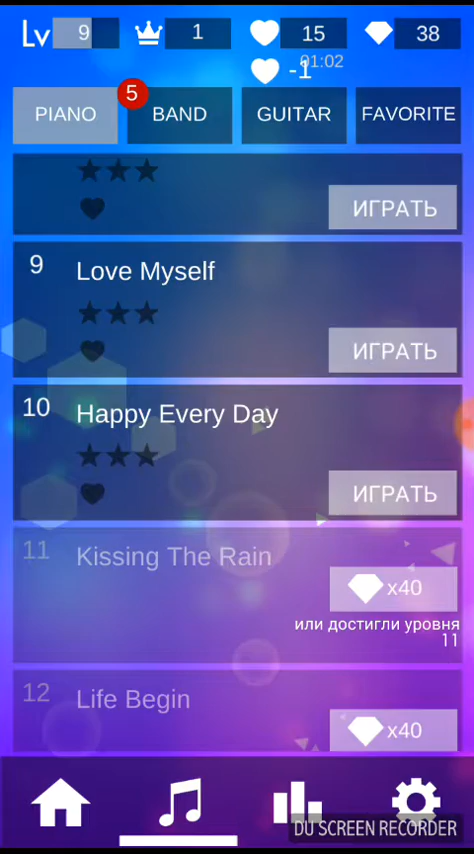 Lv 9 1 15 38
01:02
-1
5
PIANO BAND GUITAR FAVORITE
ИГРАТЬ
9 Love Myself
ИГРАТЬ
10 Happy Every Day
ИГРАТЬ
11 Kissing The Rain
x40
или достигли уровня
11
12 Life Begin
x40
DU SCREEN RECORDER